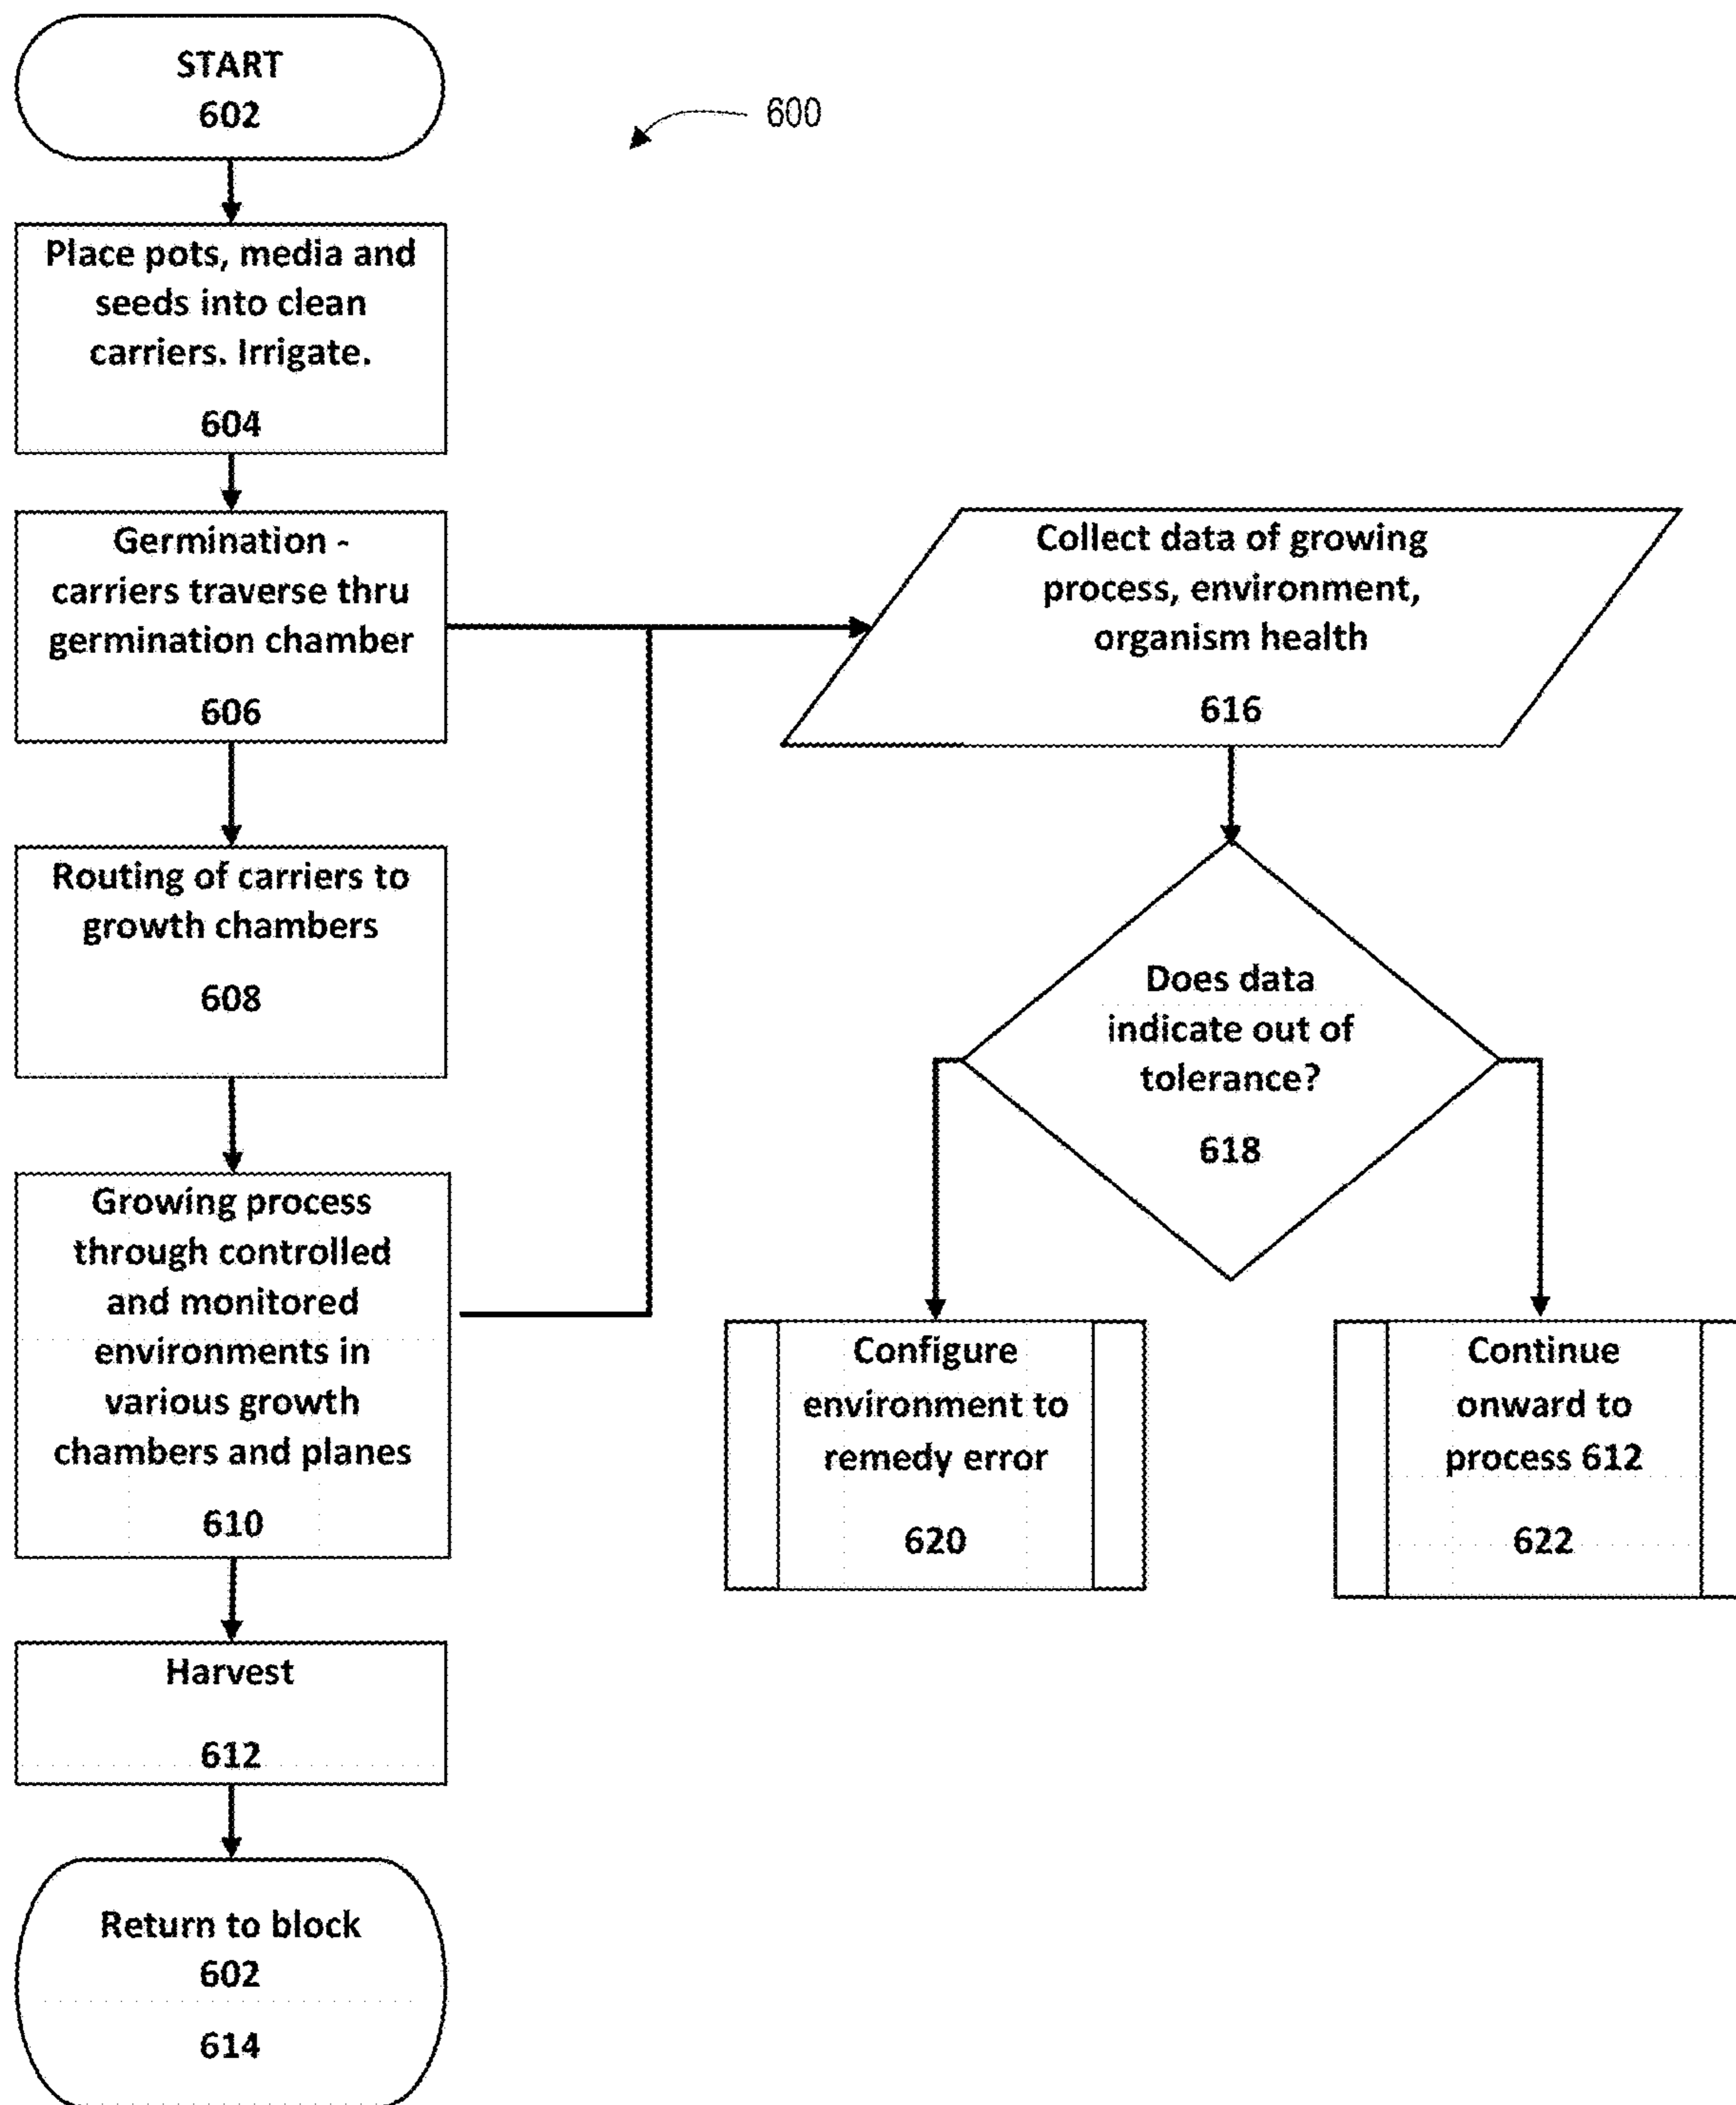 START
602
600
Place pots, media and
seeds into clean
carriers. Irrigate.
604
Germination -
carriers traverse thru
germination chamber
606
Routing of carriers to
growth chambers
608
Growing process
through controlled
and monitored
environments in
various growth
chambers and planes
610
Harvest
612
Return to block
602
614
Collect data of growing
process, environment,
organism health
616
Does data
indicate out of
tolerance?
618
Configure
environment to
remedy error
620
Continue
onward to
process 612
622